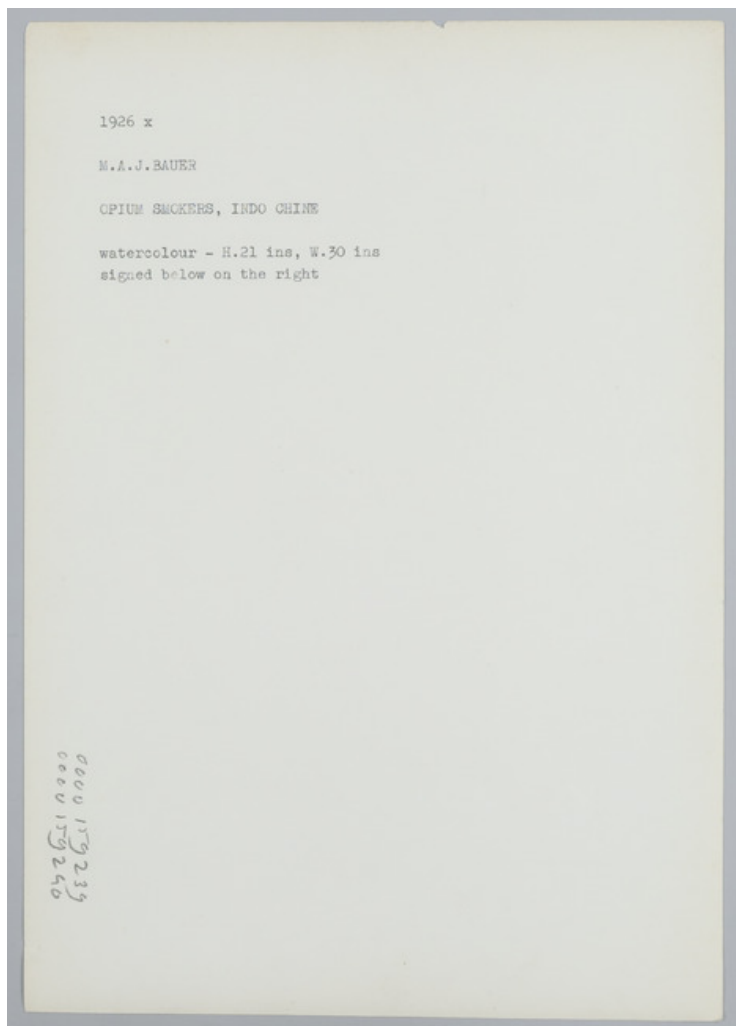 1926 x
M.A.J.BAUER
OPIUM SMOKERS, INDO CHINE
watercolour - H.21 ins, W.30 ins
signed below on the right
0000 159239
0000 159240